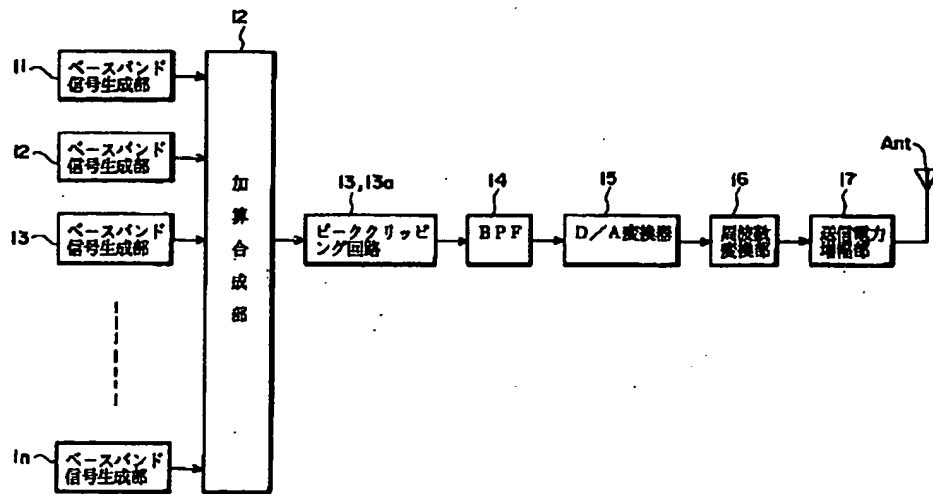 12
11
ベースバンド
信号生成部
12
ベースバンド
信号生成部
13
ベースバンド
信号生成部
1n
ベースバンド
信号生成部
加算合成部
13,13a
ピーククリッピ
ング回路
14
BPF
15
D/A変換器
16
周波数
変換部
17
送信電力
増幅部
Ant